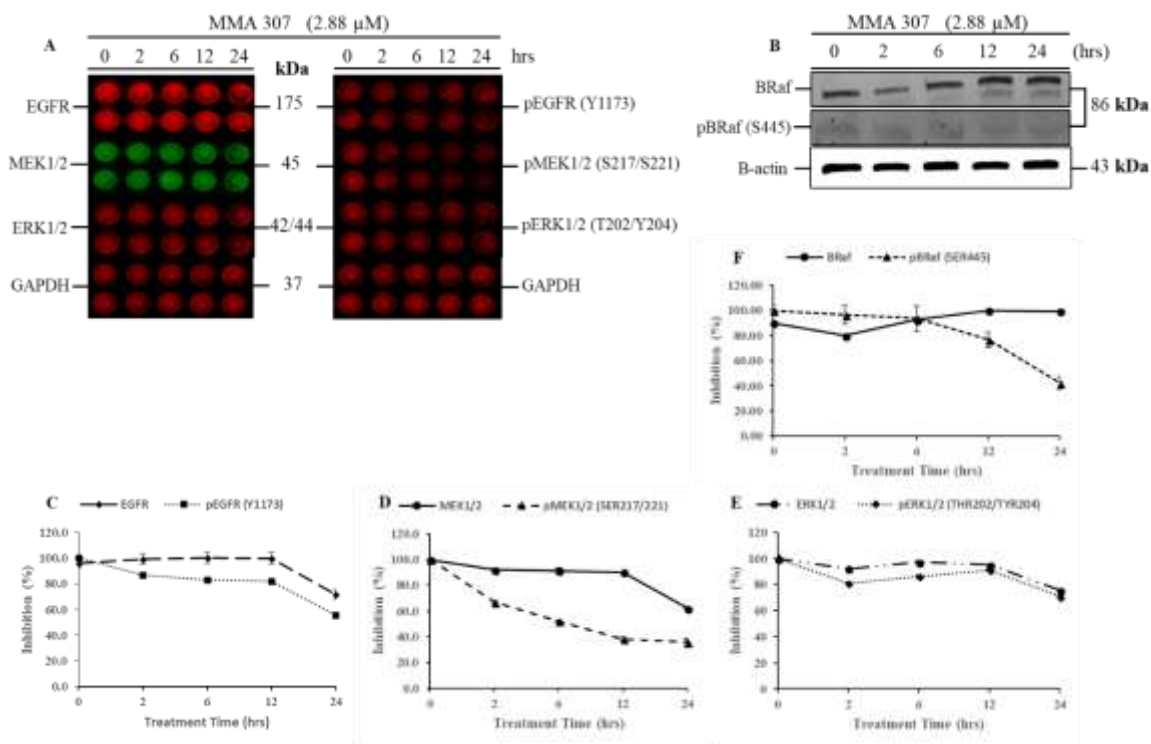 MMA 307 (2.88 µM)
A
0 2 6 12 24
kDa
0 2 6 12 24 hrs
EGFR 175 pEGFR (Y1173)
MEK1/2 45 pMEK1/2 (S217/S221)
ERK1/2 42/44 pERK1/2 (T202/Y204)
GAPDH 37 GAPDH
MMA 307 (2.88 µM)
B
0 2 6 12 24 (hrs)
BRaf
86 kDa
pBRaf (S445)
B-actin 43 kDa
F BRaf pBRaf (SER445)
120.00
100.00
80.00
60.00
40.00
20.00
0.00
Inhibition (%)
0 2 6 12 24
Treatment Time (hrs)
C EGFR pEGFR (Y1173)
120.0
100.0
80.0
60.0
40.0
20.0
0.0
Inhibition (%)
0 2 6 12 24
Treatment Time (hrs)
D MEK1/2 pMEK1/2 (SER217/221)
120.0
100.0
80.0
60.0
40.0
20.0
0.0
Inhibition (%)
0 2 6 12 24
Treatment Time (hrs)
E ERK1/2 pERK1/2 (THR202/TYR204)
120
100
80
60
40
20
0
Inhibition (%)
0 2 6 12 24
Treatment Time (hrs)